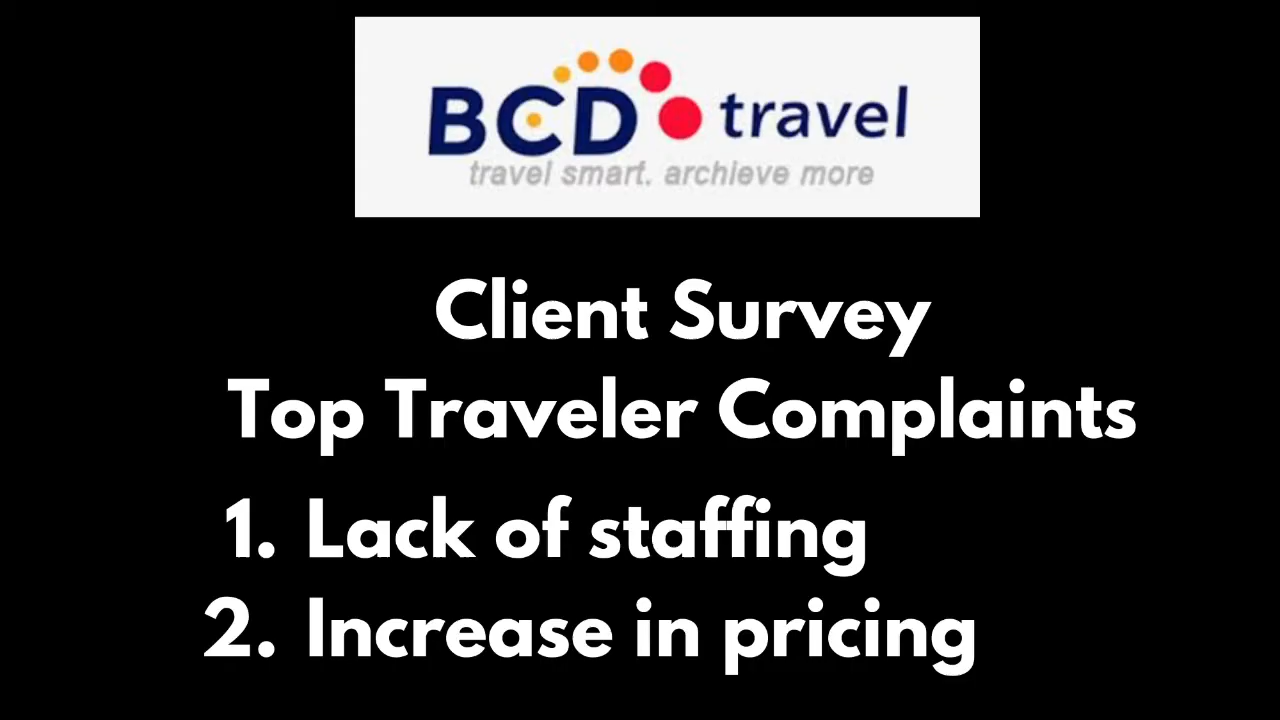 BCD travel
travel smart. archieve more
Client Survey
Top Traveler Complaints
1. Lack of staffing
2. Increase in pricing